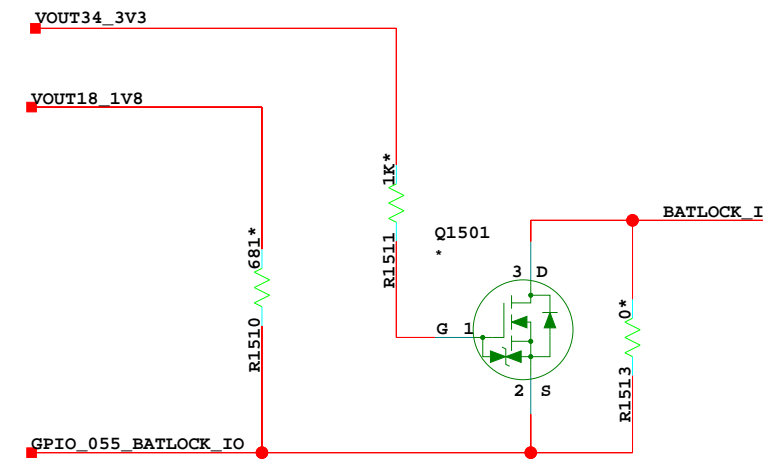 VOUT34_3V3
VOUT18_1V8
1K*
R1511
681*
R1510
Q1501
*
BATLOCK_I
3 D
G 1
2 S
0*
R1513
GPIO_055_BATLOCK_IO